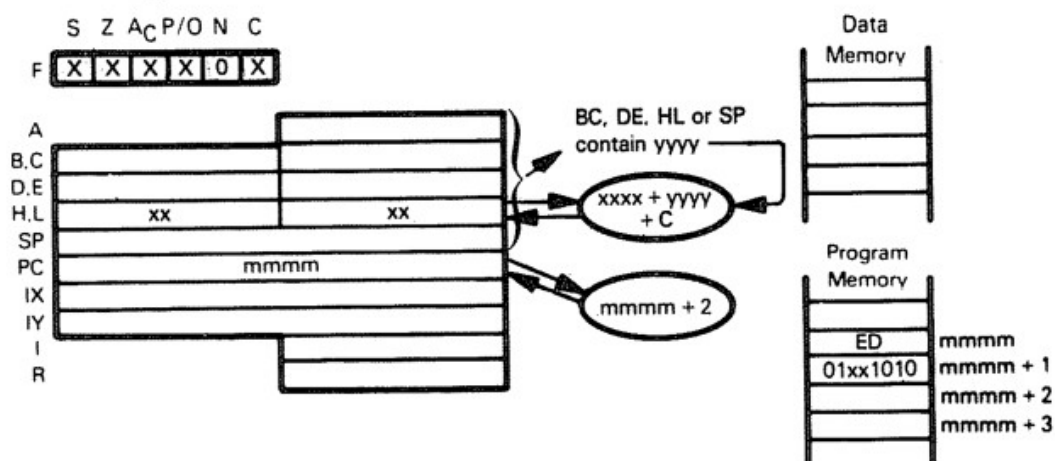 S Z AC P/O N C
F X X X X 0 X
A
B,C
D,E
H,L xx xx
SP
PC mmmm
IX
IY
I
R
BC, DE, HL or SP
contain yyyy
xxxx + yyyy
+ C
mmmm + 2
Data
Memory
Program
Memory
ED mmmm
01xx1010 mmmm + 1
mmmm + 2
mmmm + 3